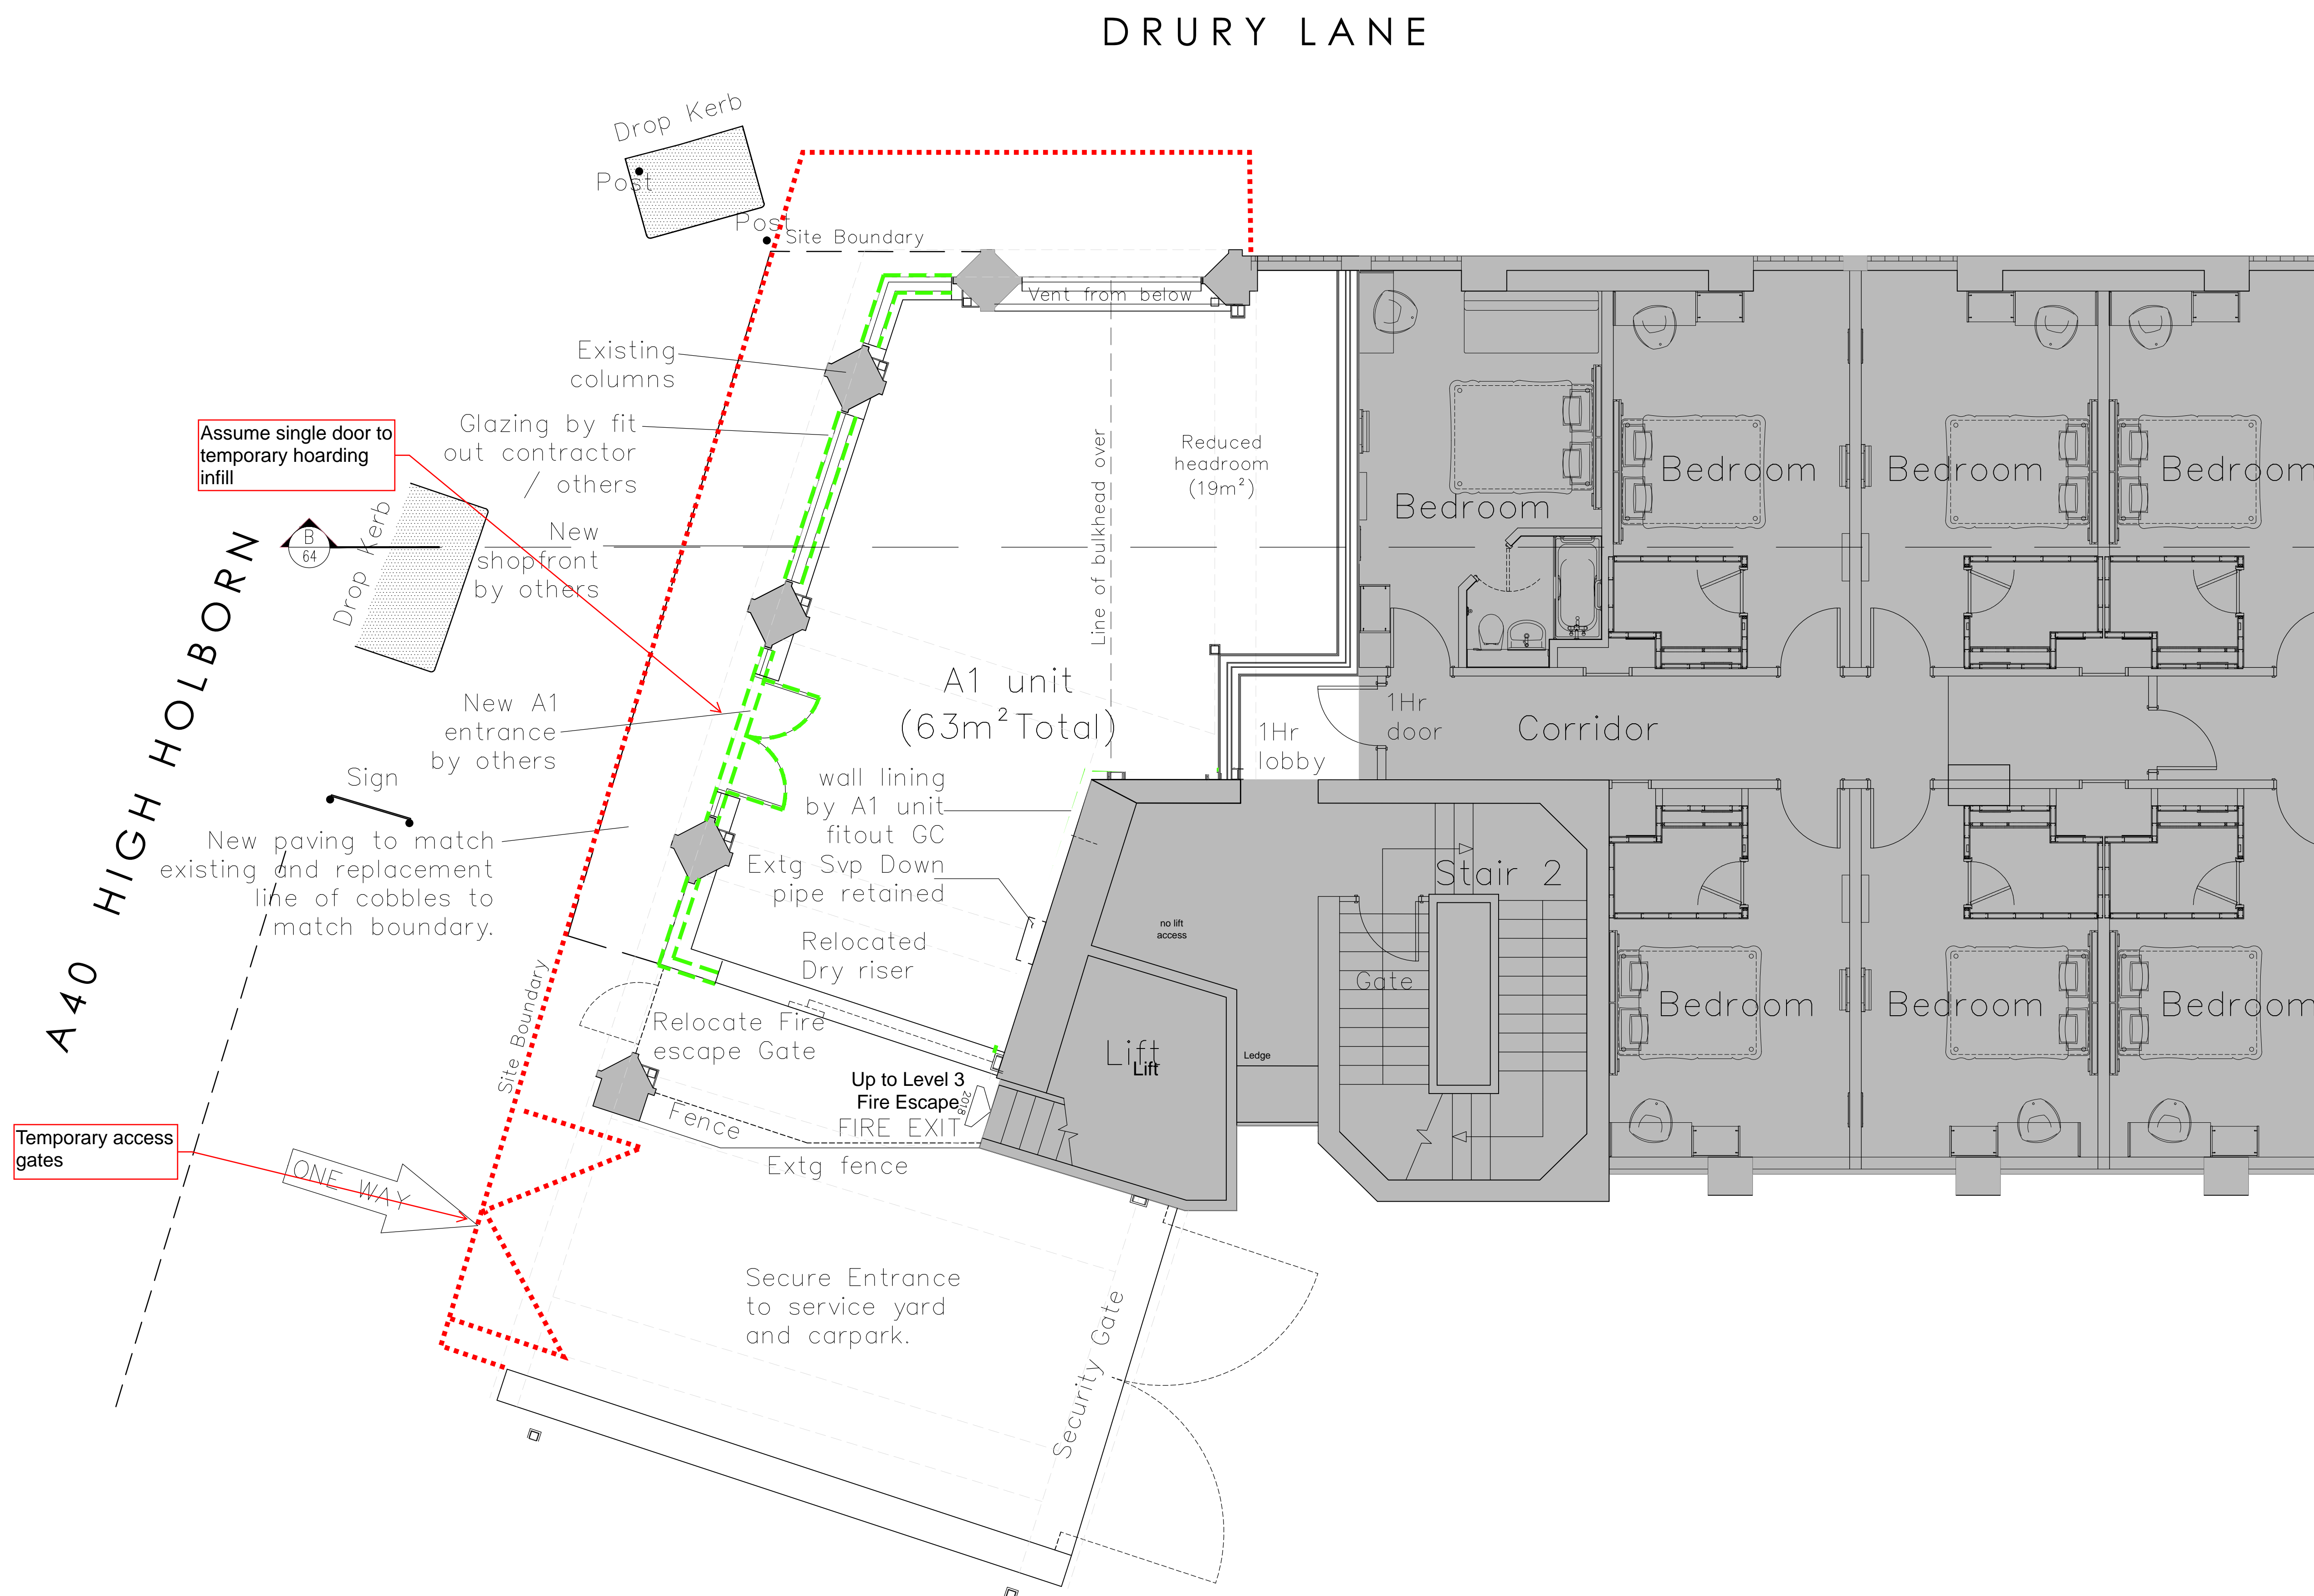 DRURY LANE
Drop Kerb
Post
Post
Site Boundary
Vent from below
Existing
columns
Glazing by fit
out contractor
/ others
Assume single door to
temporary hoarding
infill
Line of bulkhead over
Reduced
headroom
(19m²)
Bedroom
Bedroom
Bedroom
Bedroom
Drop Kerb
B
64
New
shopfront
by others
A40 HIGH HOLBORN
A1 unit
(63m² Total)
New A1
entrance
by others
1Hr
lobby
1Hr
door
Corridor
Sign
wall lining
by A1 unit
fitout GC
Extg Svp Down
pipe retained
New paving to match
existing and replacement
line of cobbles to
match boundary.
Stair 2
no lift
access
Relocated
Dry riser
Gate
Bedroom
Bedroom
Bedroom
Site Boundary
Relocate Fire
escape Gate
Lift
Lift
Ledge
Up to Level 3
Fire Escape
2018
FIRE EXIT
Fence
Extg fence
Temporary access
gates
ONE WAY
Secure Entrance
to service yard
and carpark.
Security Gate